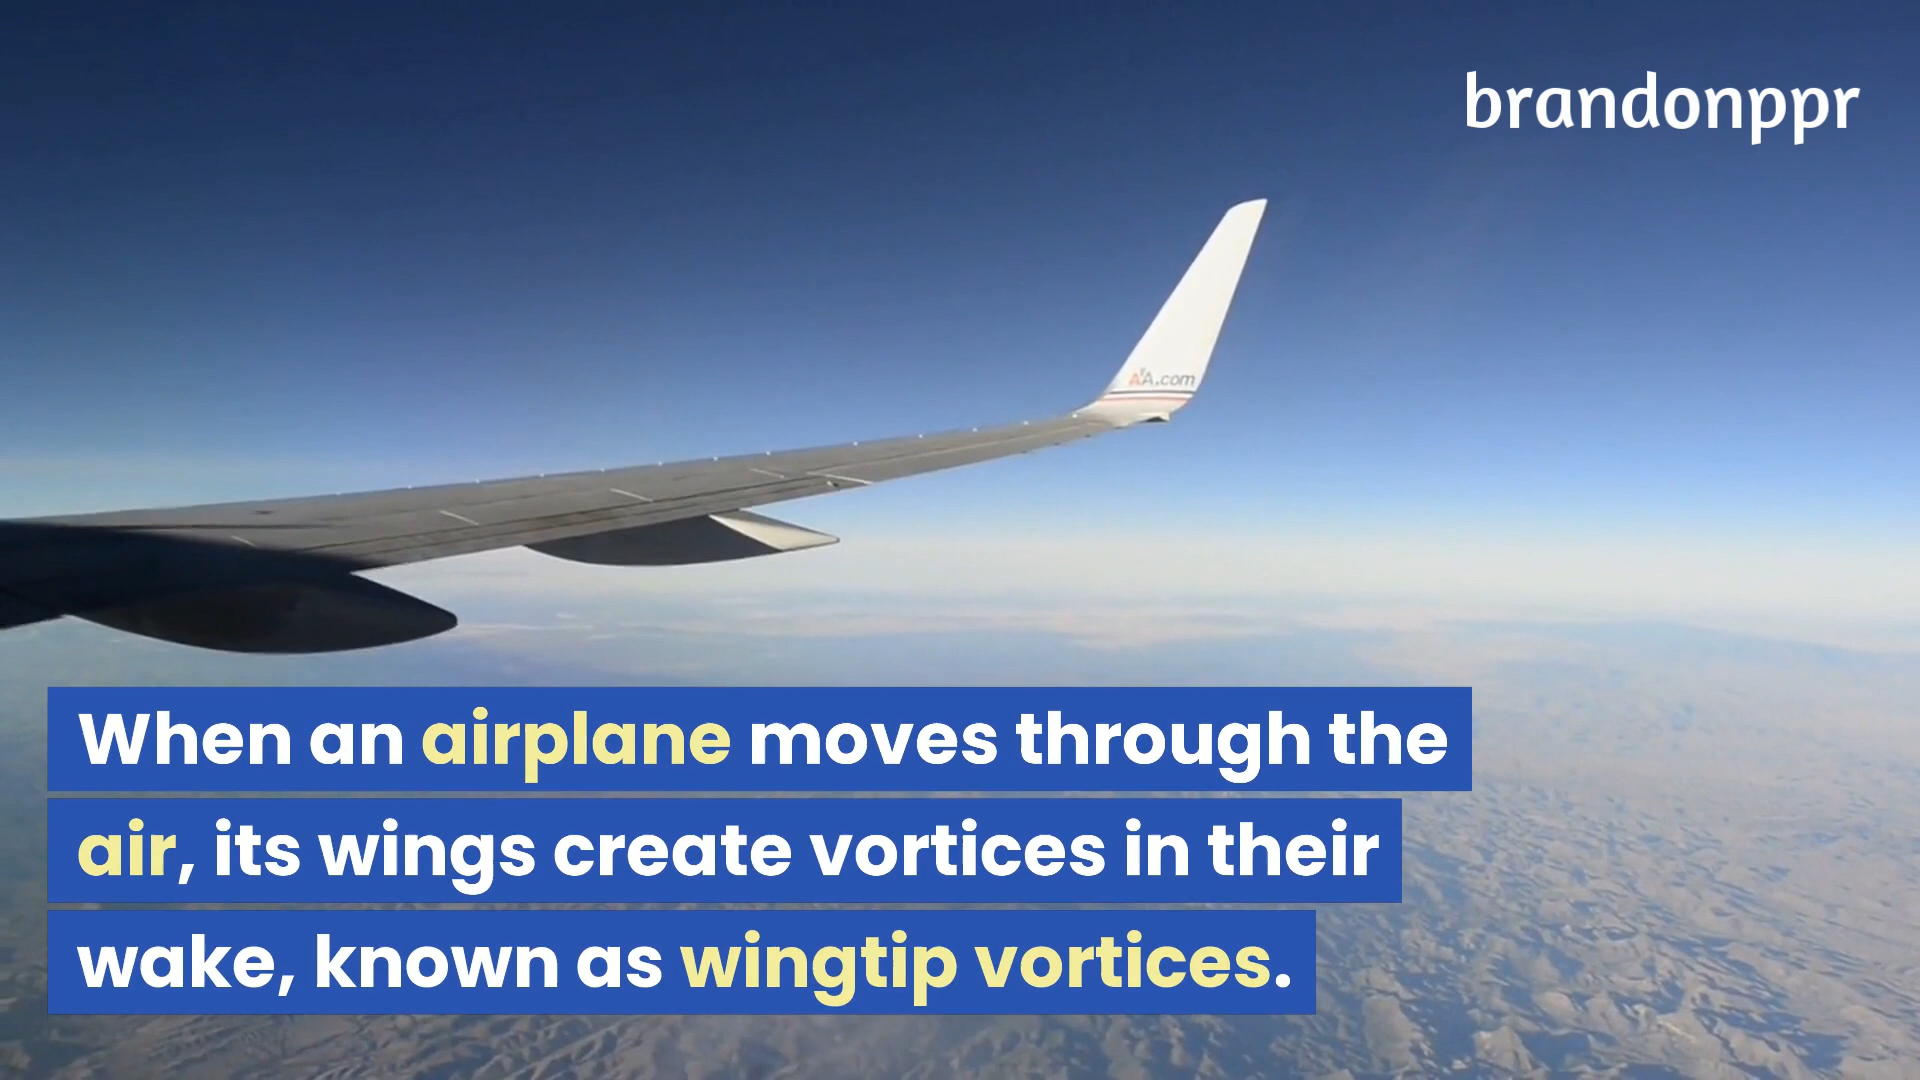 brandonppr
AA.com
When an airplane moves through the
air, its wings create vortices in their
wake, known as wingtip vortices.